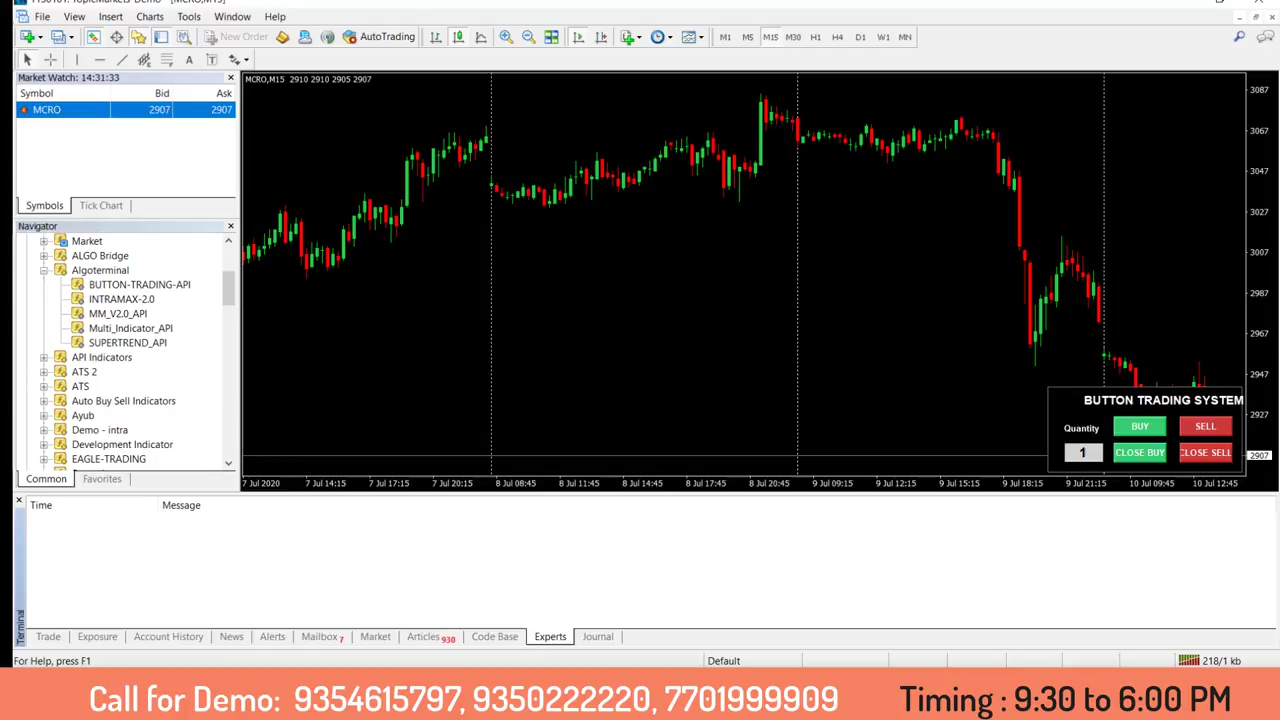 File View Insert Charts Tools Window Help
New Order AutoTrading M1 M5 M15 M30 H1 H4 D1 W1 MN
A T
Market Watch: 14:31:33
Symbol Bid Ask
MCRO 2907 2907
Symbols Tick Chart
Navigator
Market
ALGO Bridge
Algoterminal
BUTTON-TRADING-API
INTRAMAX-2.0
MM_V2.0_API
Multi_Indicator_API
SUPERTREND_API
API Indicators
ATS 2
ATS
Auto Buy Sell Indicators
Ayub
Demo - intra
Development Indicator
EAGLE-TRADING
Common Favorites
MCRO,M15 2910 2910 2905 2907
3087
3067
3047
3027
3007
2987
2967
2947
2927
2907
BUTTON TRADING SYSTEM
Quantity BUY SELL
1 CLOSE BUY CLOSE SELL
7 Jul 2020 7 Jul 14:15 7 Jul 17:15 7 Jul 20:15 8 Jul 08:45 8 Jul 11:45 8 Jul 14:45 8 Jul 17:45 8 Jul 20:45 9 Jul 09:15 9 Jul 12:15 9 Jul 15:15 9 Jul 18:15 9 Jul 21:15 10 Jul 09:45 10 Jul 12:45
Time Message
Terminal
Trade Exposure Account History News Alerts Mailbox 7 Market Articles 930 Code Base Experts Journal
For Help, press F1 Default 218/1 kb
Call for Demo: 9354615797, 9350222220, 7701999909 Timing : 9:30 to 6:00 PM